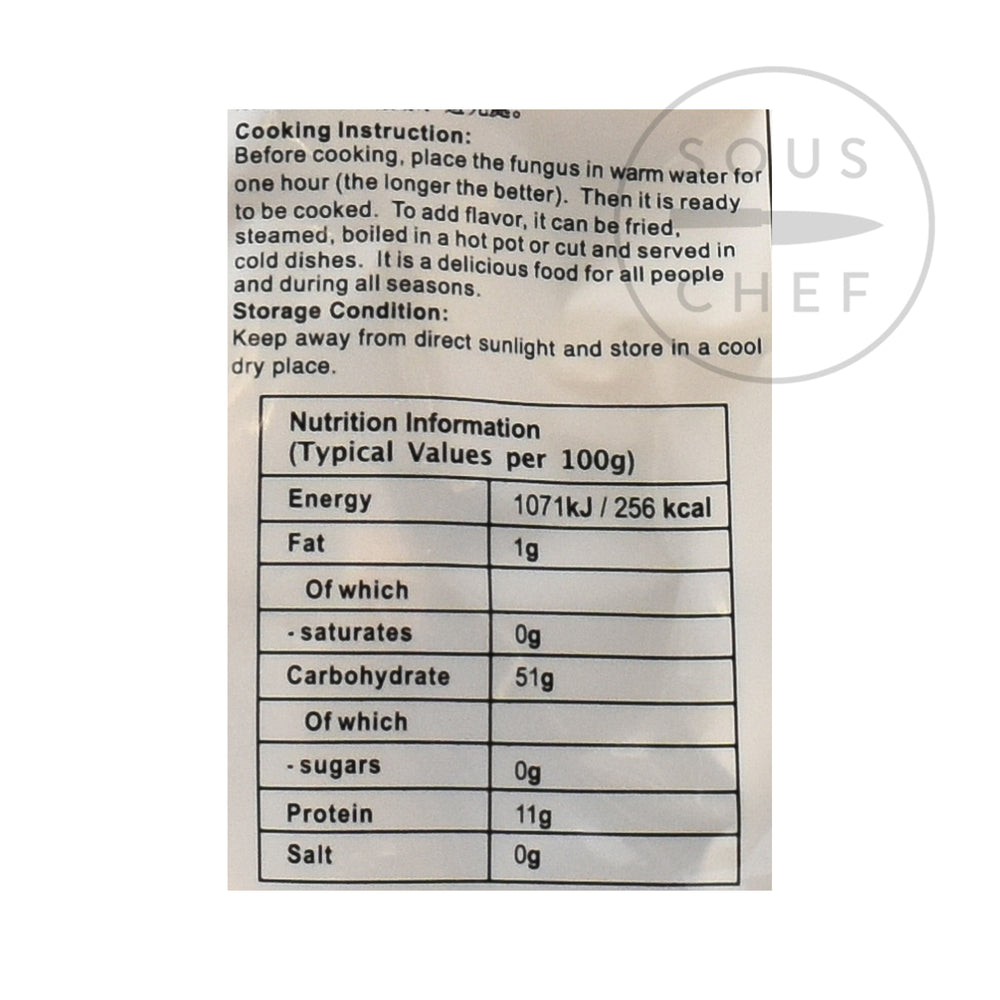 Cooking Instruction:
Before cooking, place the fungus in warm water for
one hour (the longer the better). Then it is ready
to be cooked. To add flavor, it can be fried,
steamed, boiled in a hot pot or cut and served in
cold dishes. It is a delicious food for all people
and during all seasons.
Storage Condition:
Keep away from direct sunlight and store in a cool
dry place.
Nutrition Information
(Typical Values per 100g)
Energy 1071kJ / 256 kcal
Fat 1g
Of which
- saturates 0g
Carbohydrate 51g
Of which
- sugars 0g
Protein 11g
Salt 0g
SOUS
CHEF